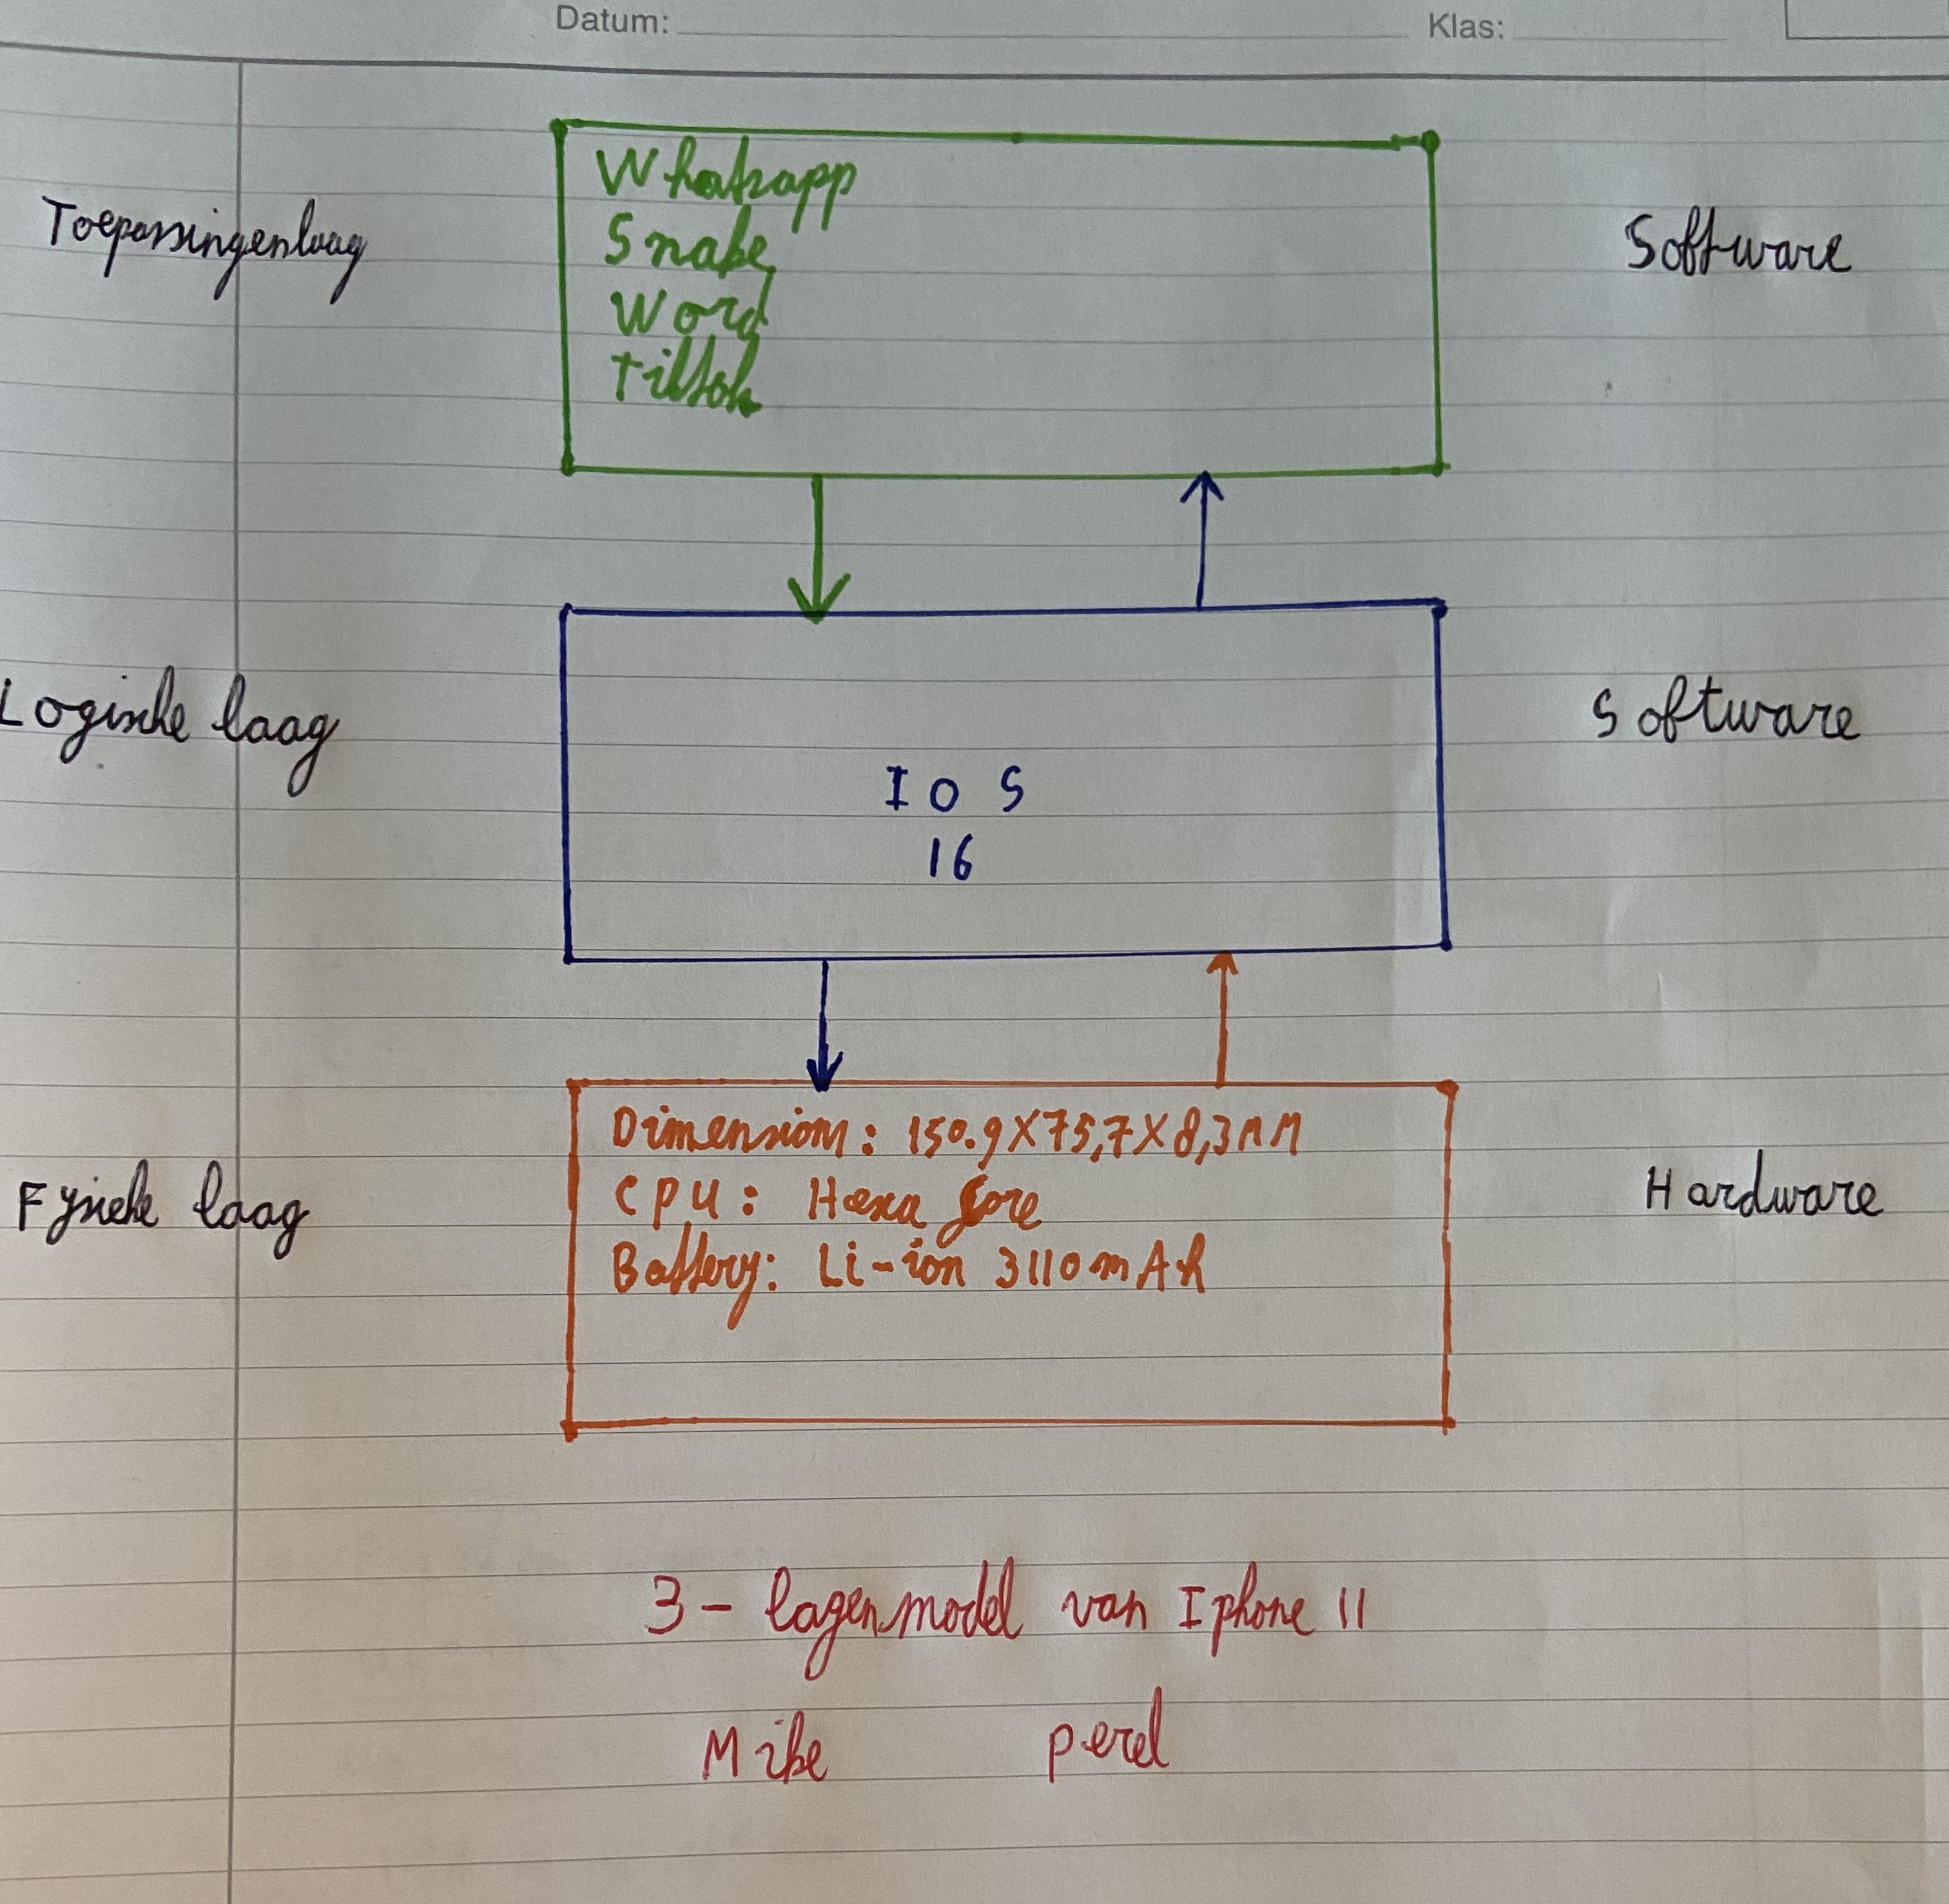 Datum:
Klas:
Toepassingenlaag
Whatsapp
Snake
Word
Tiktok
Software
Logische laag
IOS
16
Software
Fysieke laag
Dimensions: 150.9X75,7X8,3MM
CPU: Hexa Core
Battery: Li-ion 3110mAh
Hardware
3-lagenmodel van Iphone 11
Mike perel